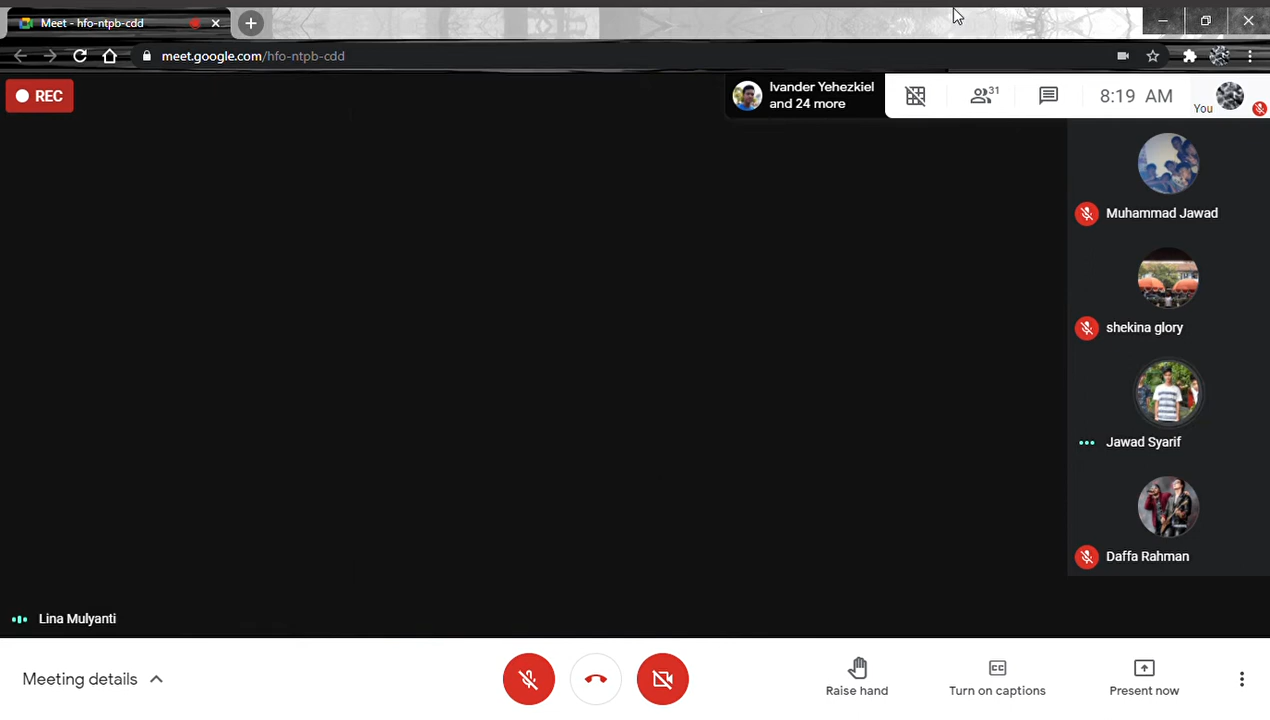 Meet - hfo-ntpb-cdd
meet.google.com/hfo-ntpb-cdd
REC
Ivander Yehezkiel
and 24 more
31
8:19 AM
You
Muhammad Jawad
shekina glory
Jawad Syarif
Daffa Rahman
Lina Mulyanti
Meeting details
Raise hand
CC
Turn on captions
Present now